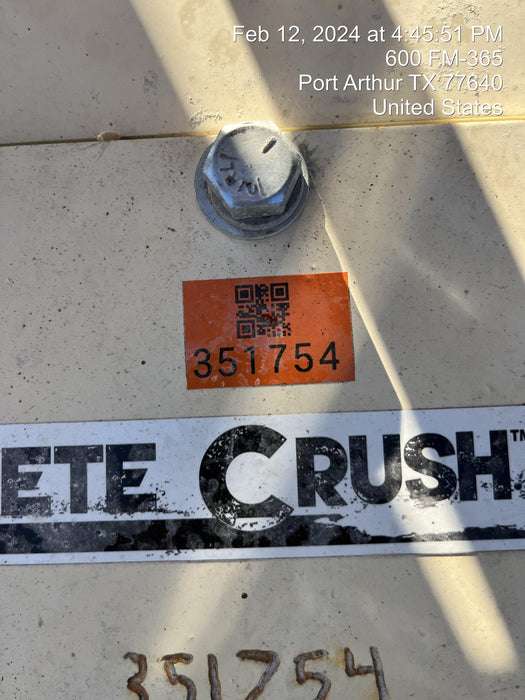 Feb 12, 2024 at 4:45:51 PM
600 FM-365
Port Arthur TX 77640
United States
351754
ETE CRUSH™
351754